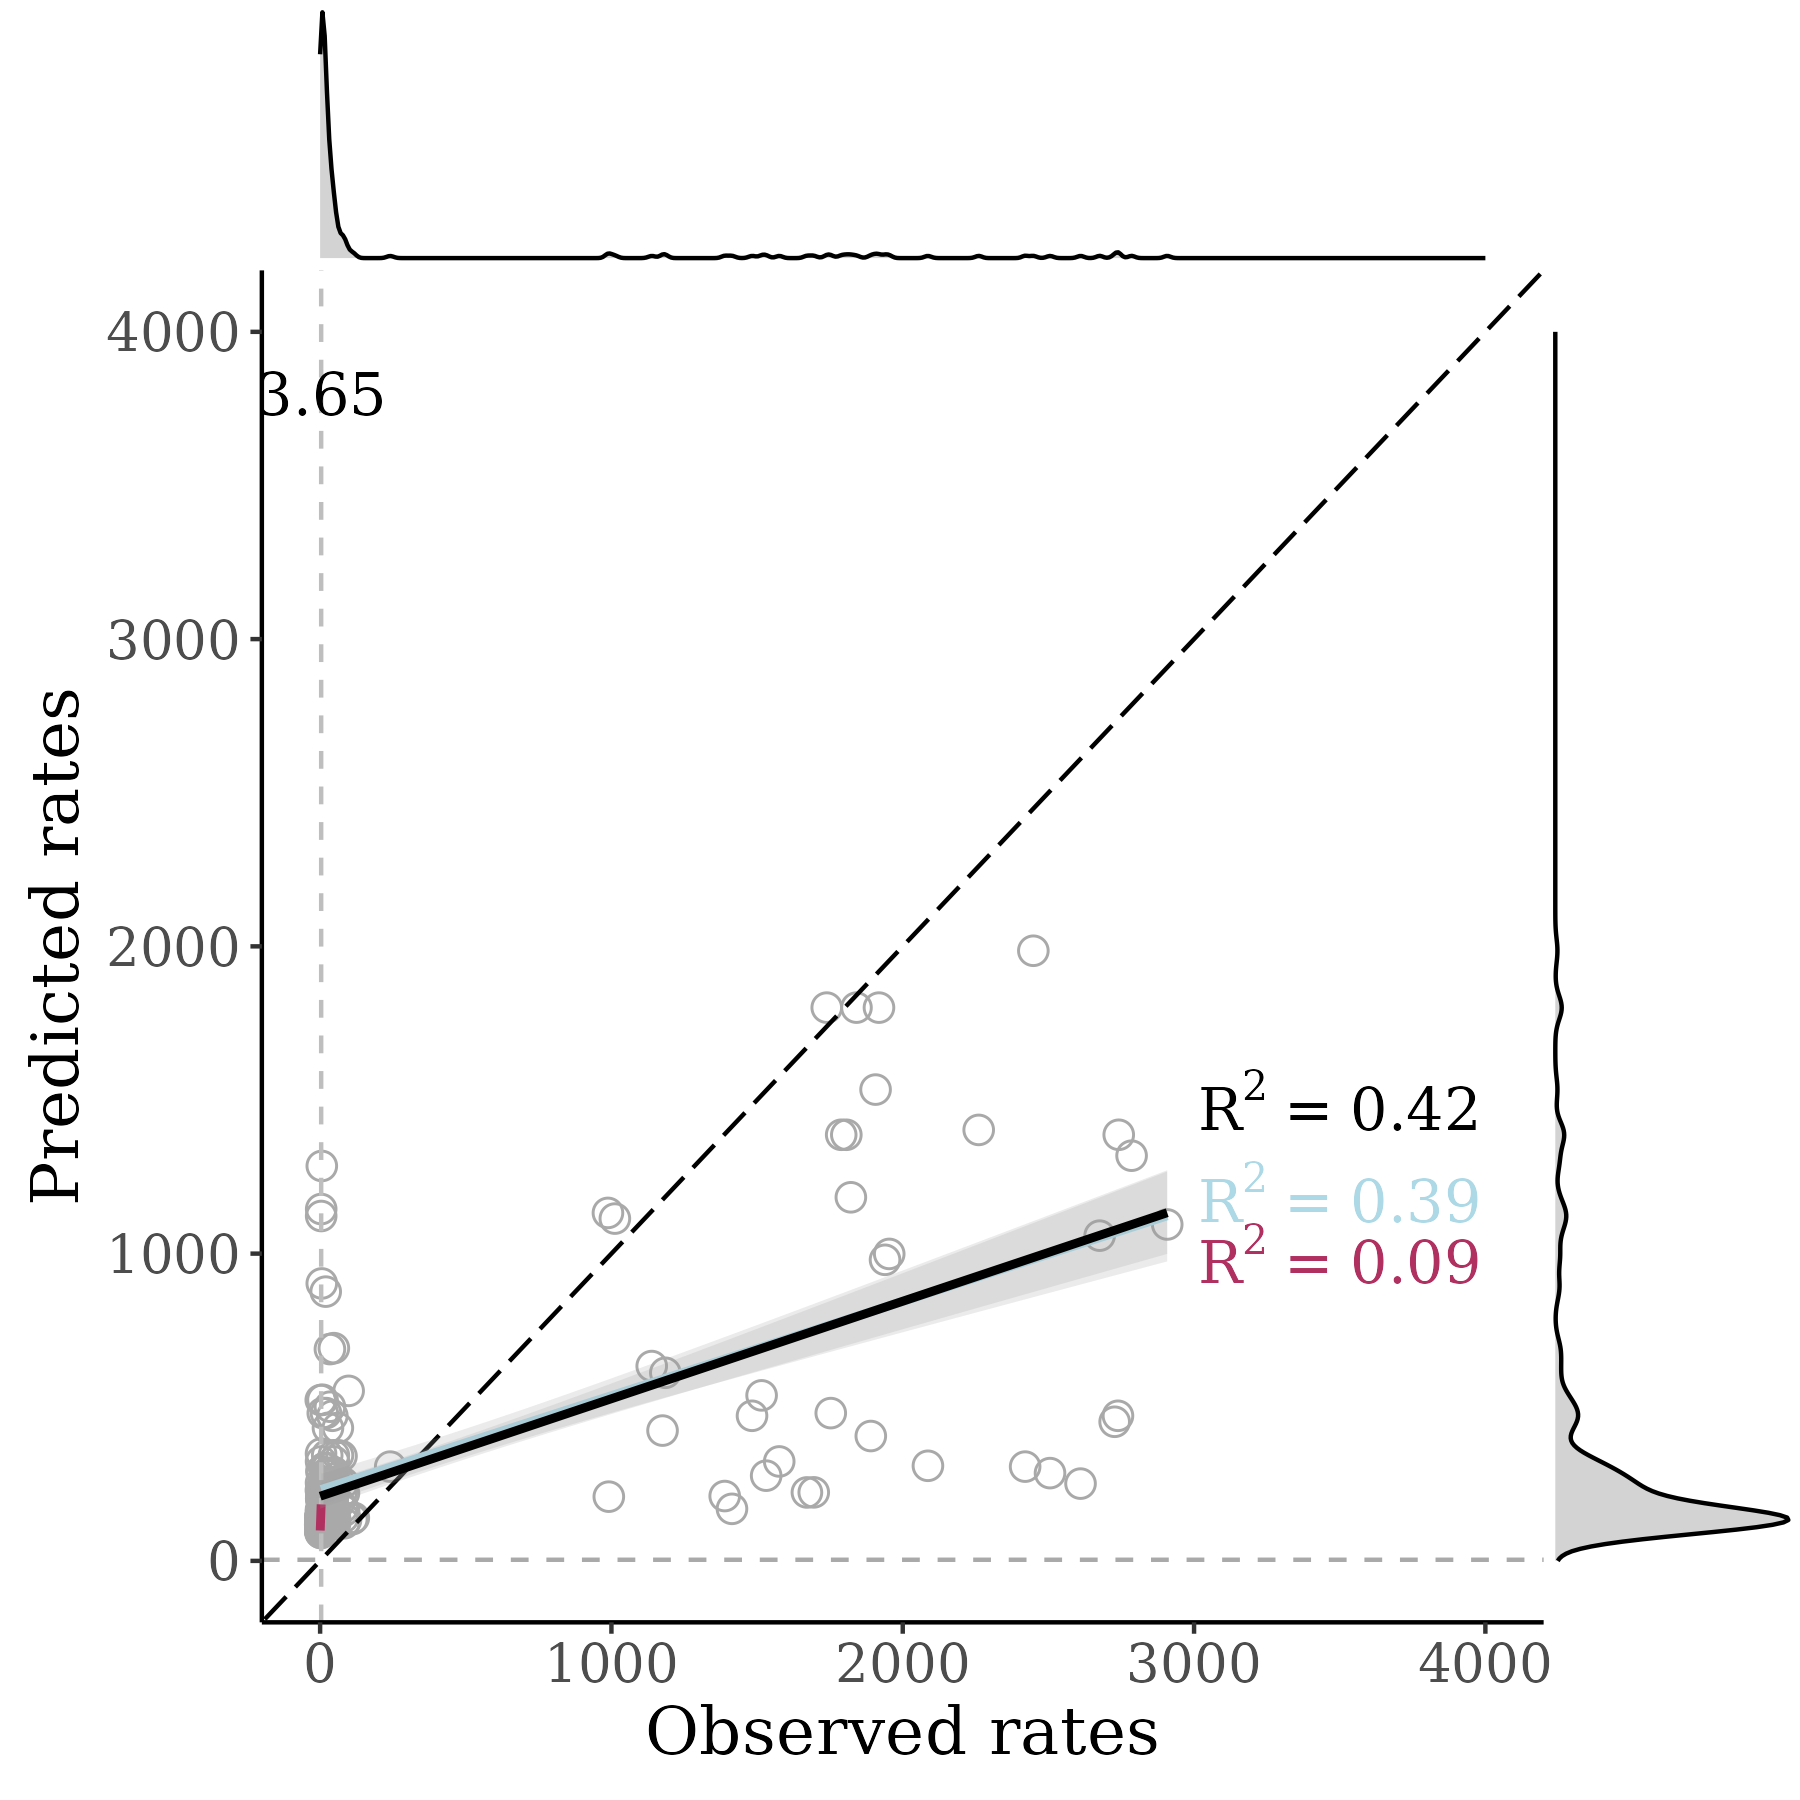 4000
3.65
3000
2000
1000
0
Predicted rates
R² = 0.42
R² = 0.39
R² = 0.09
0 1000 2000 3000 4000
Observed rates